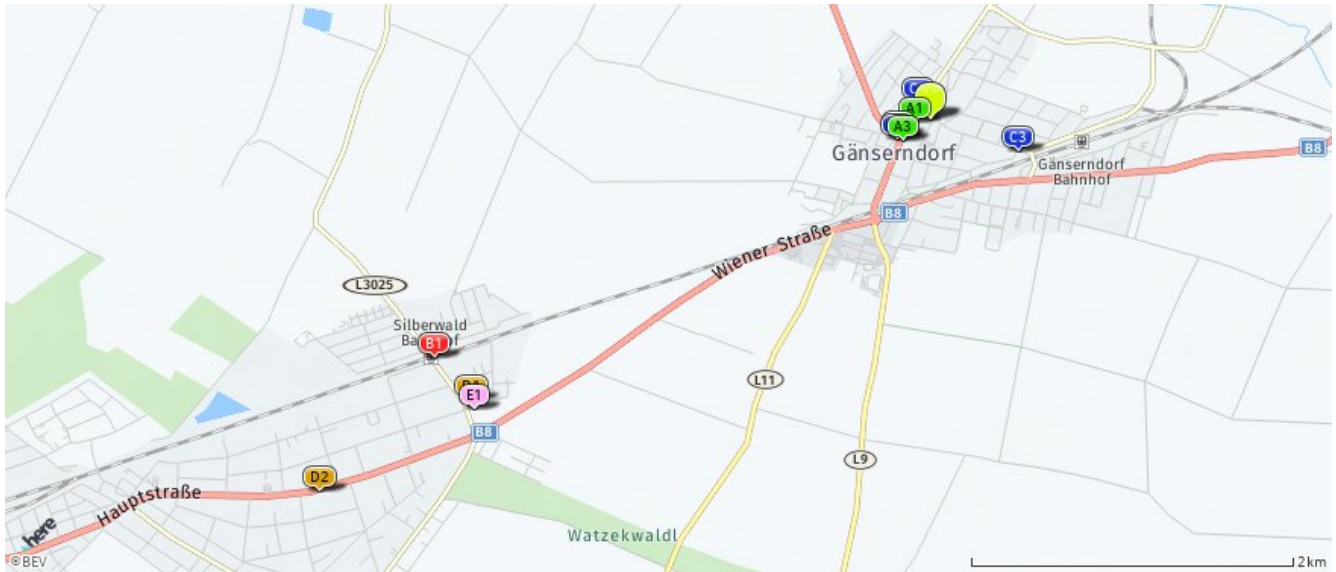 C
A1
A3
C3
B8
Gänserndorf
Gänserndorf
Bahnhof
B8
Wiener Straße
L3025
Silberwald
B1
E1
L11
B8
L9
D2
Hauptstraße
Watzekwaldl
here
©BEV
2km